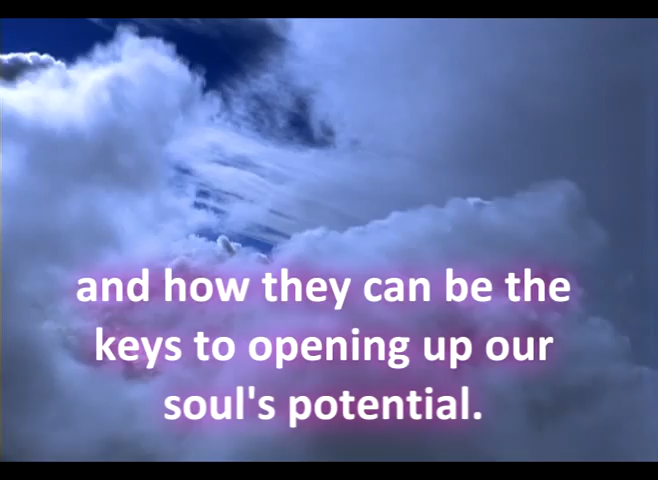 and how they can be the
keys to opening up our
soul's potential.